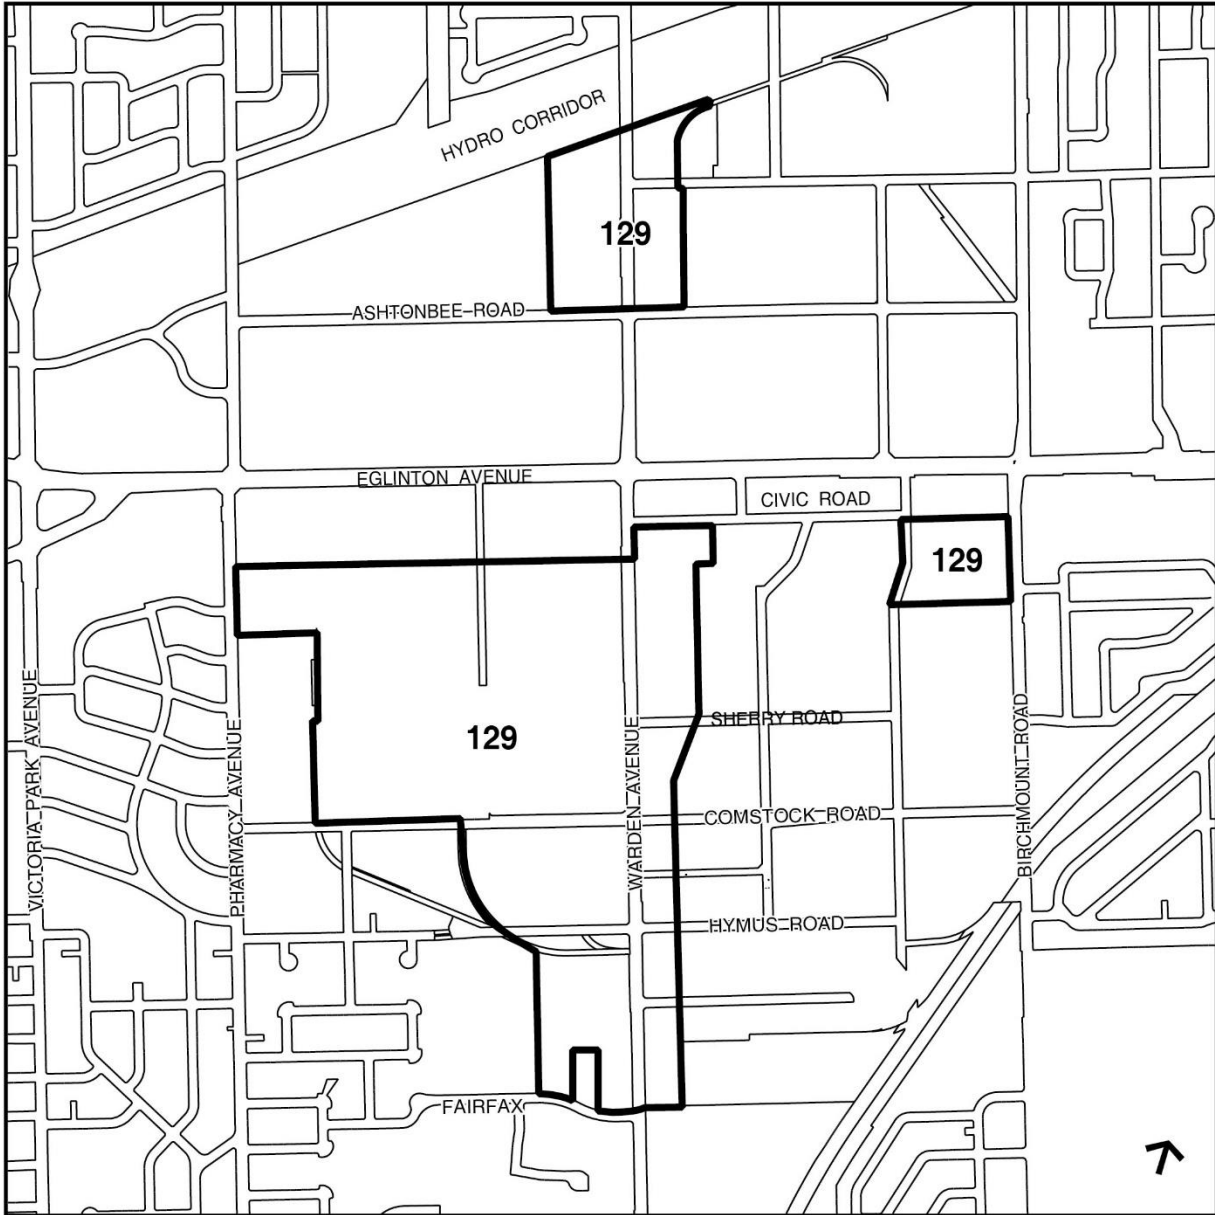 HYDRO CORRIDOR
129
ASHTONBEE ROAD
EGLINTON AVENUE
CIVIC ROAD
129
VICTORIA PARK AVENUE
PHARMACY AVENUE
129
WARDEN AVENUE
SHERRY ROAD
BIRCHMOUNT ROAD
COMSTOCK ROAD
HYMUS ROAD
FAIRFAX